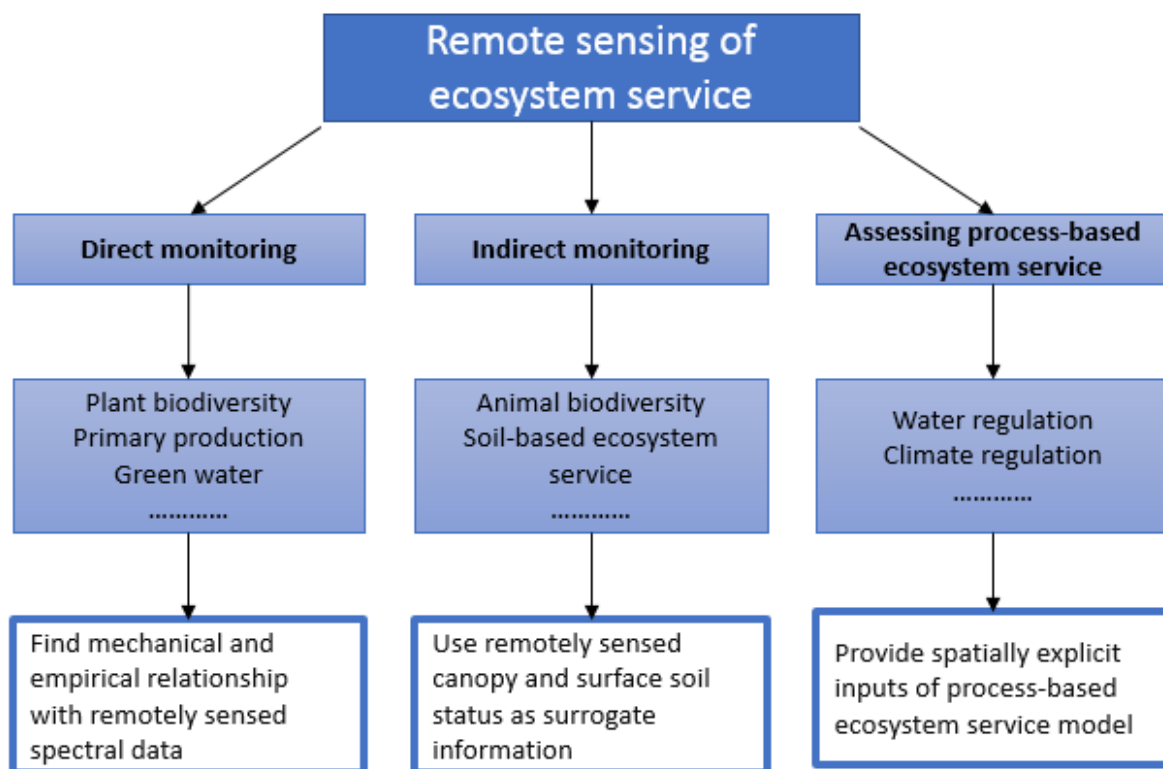 Remote sensing of
ecosystem service
Direct monitoring
Plant biodiversity
Primary production
Green water
…………
Find mechanical and
empirical relationship
with remotely sensed
spectral data
Indirect monitoring
Animal biodiversity
Soil-based ecosystem
service
…………
Use remotely sensed
canopy and surface soil
status as surrogate
information
Assessing process-based
ecosystem service
Water regulation
Climate regulation
…………
Provide spatially explicit
inputs of process-based
ecosystem service model